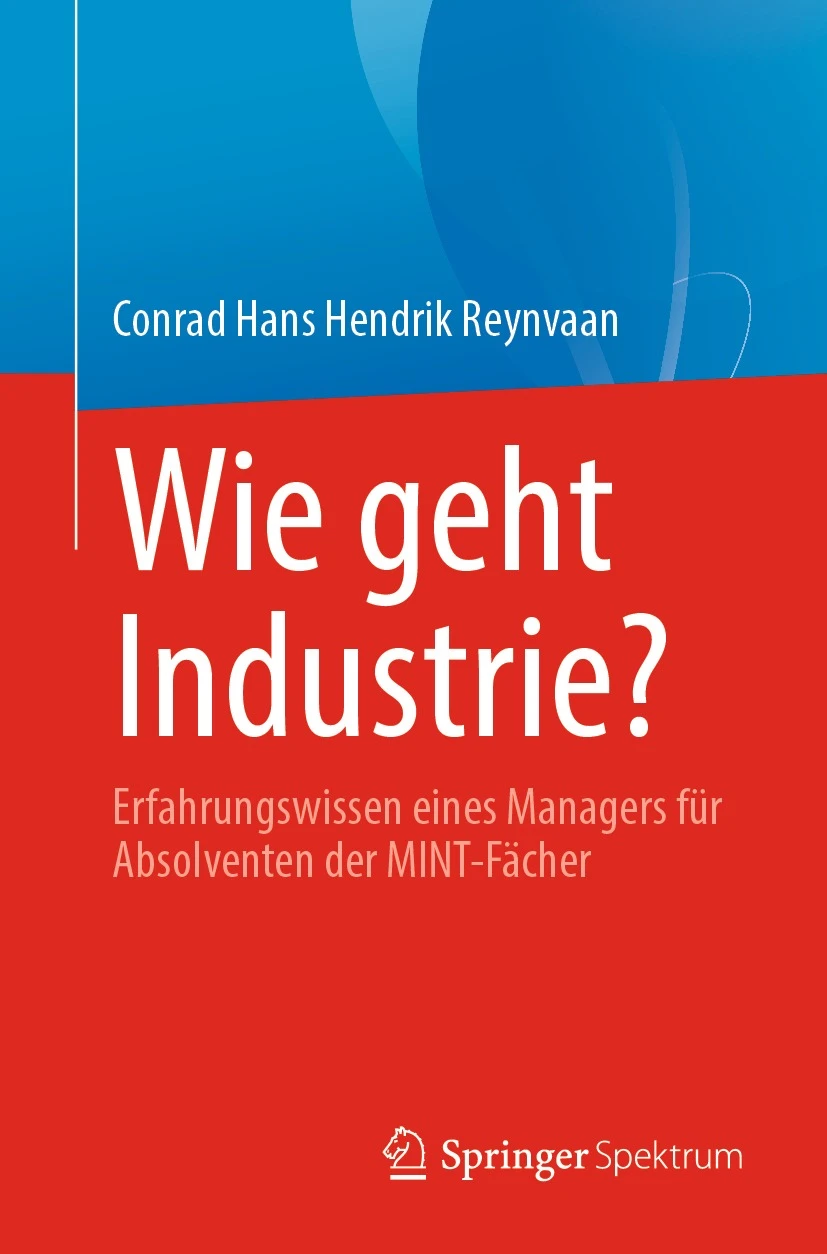 Conrad Hans Hendrik Reynvaan
Wie geht
Industrie?
Erfahrungswissen eines Managers für
Absolventen der MINT-Fächer
Springer Spektrum